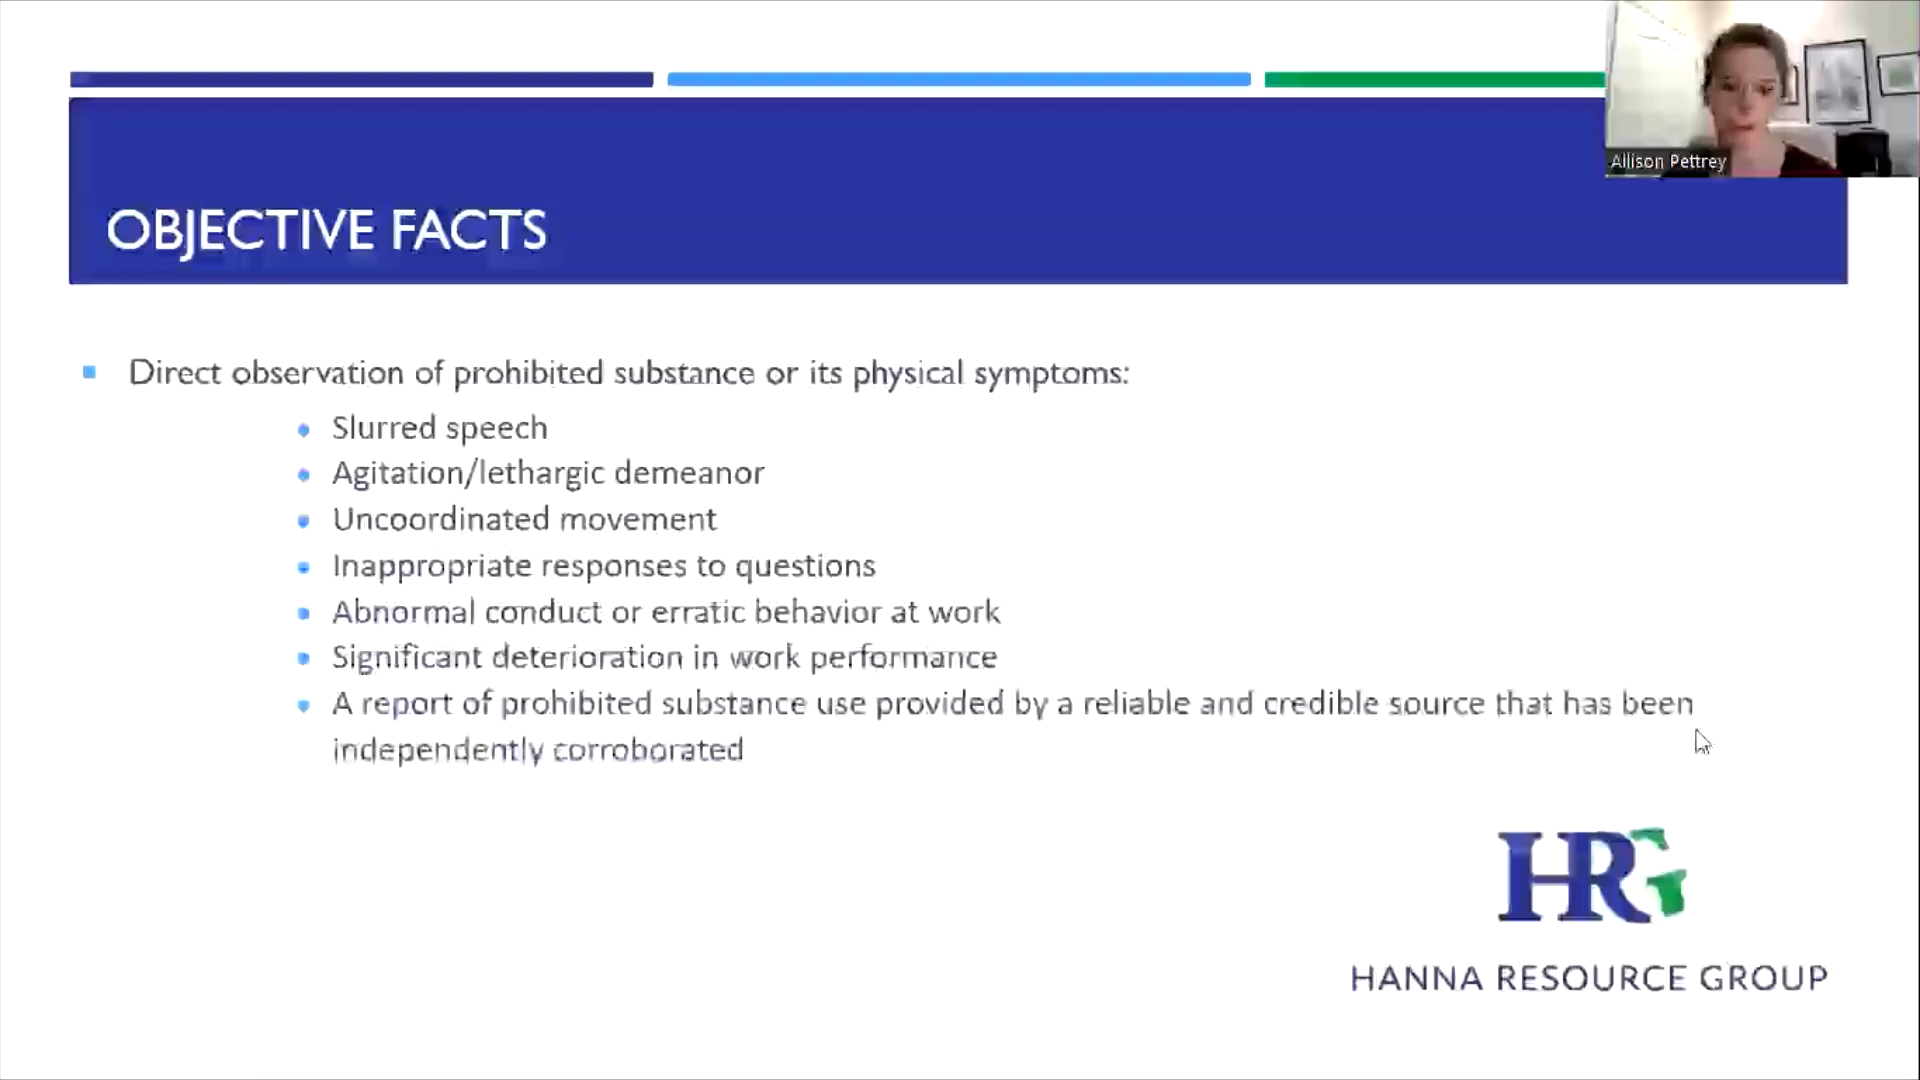 Allison Pettrey
OBJECTIVE FACTS
Direct observation of prohibited substance or its physical symptoms:
Slurred speech
Agitation/lethargic demeanor
Uncoordinated movement
Inappropriate responses to questions
Abnormal conduct or erratic behavior at work
Significant deterioration in work performance
A report of prohibited substance use provided by a reliable and credible source that has been
independently corroborated
HRG
HANNA RESOURCE GROUP